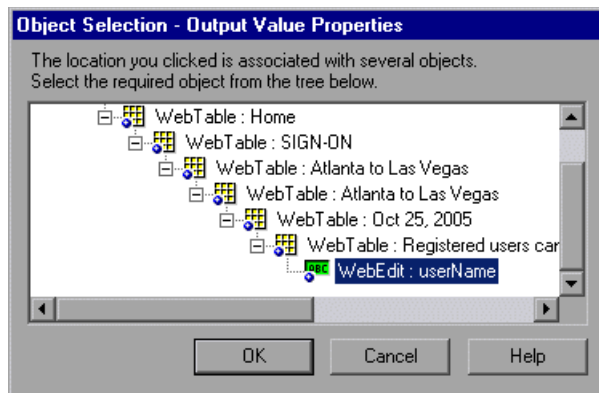 Object Selection - Output Value Properties
The location you clicked is associated with several objects.
Select the required object from the tree below.
WebTable : Home
WebTable : SIGN-ON
WebTable : Atlanta to Las Vegas
WebTable : Atlanta to Las Vegas
WebTable : Oct 25, 2005
WebTable : Registered users can
ABC WebEdit : userName
OK Cancel Help